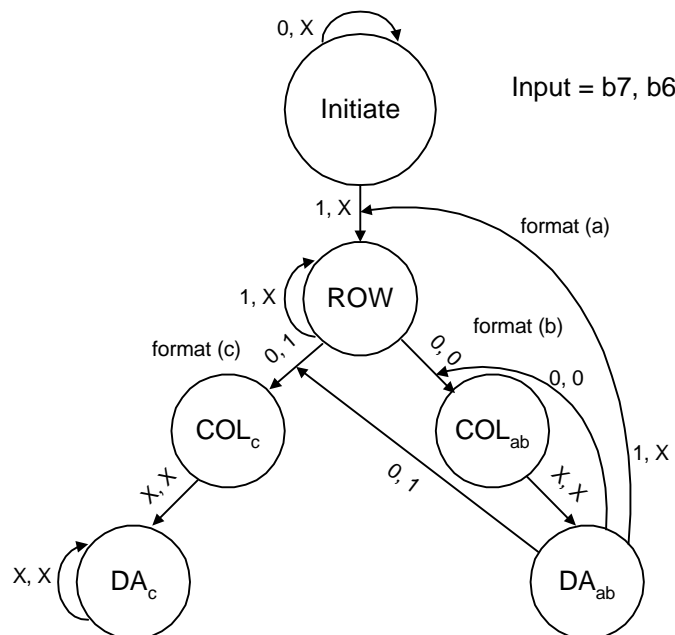 0, X
Initiate
Input = b7, b6
1, X
format (a)
ROW
1, X
format (b)
format (c)
0, 1
0, 0
0, 0
COLc
COLab
1, X
X, X
0, 1
X, X
X, X
DAc
DAab